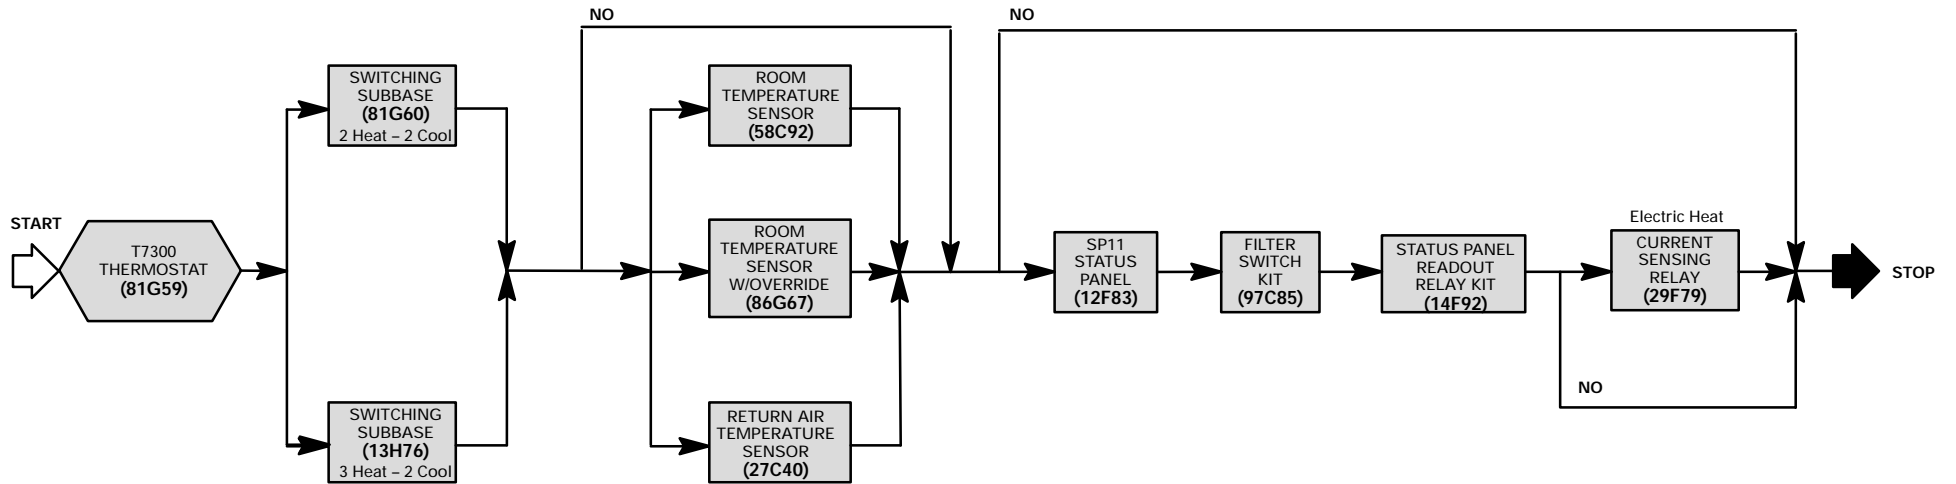 START
T7300
THERMOSTAT
(81G59)
SWITCHING
SUBBASE
(81G60)
2 Heat – 2 Cool
SWITCHING
SUBBASE
(13H76)
3 Heat – 2 Cool
NO
ROOM
TEMPERATURE
SENSOR
(58C92)
ROOM
TEMPERATURE
SENSOR
W/OVERRIDE
(86G67)
RETURN AIR
TEMPERATURE
SENSOR
(27C40)
NO
SP11
STATUS
PANEL
(12F83)
FILTER
SWITCH
KIT
(97C85)
STATUS PANEL
READOUT
RELAY KIT
(14F92)
Electric Heat
CURRENT
SENSING
RELAY
(29F79)
NO
STOP